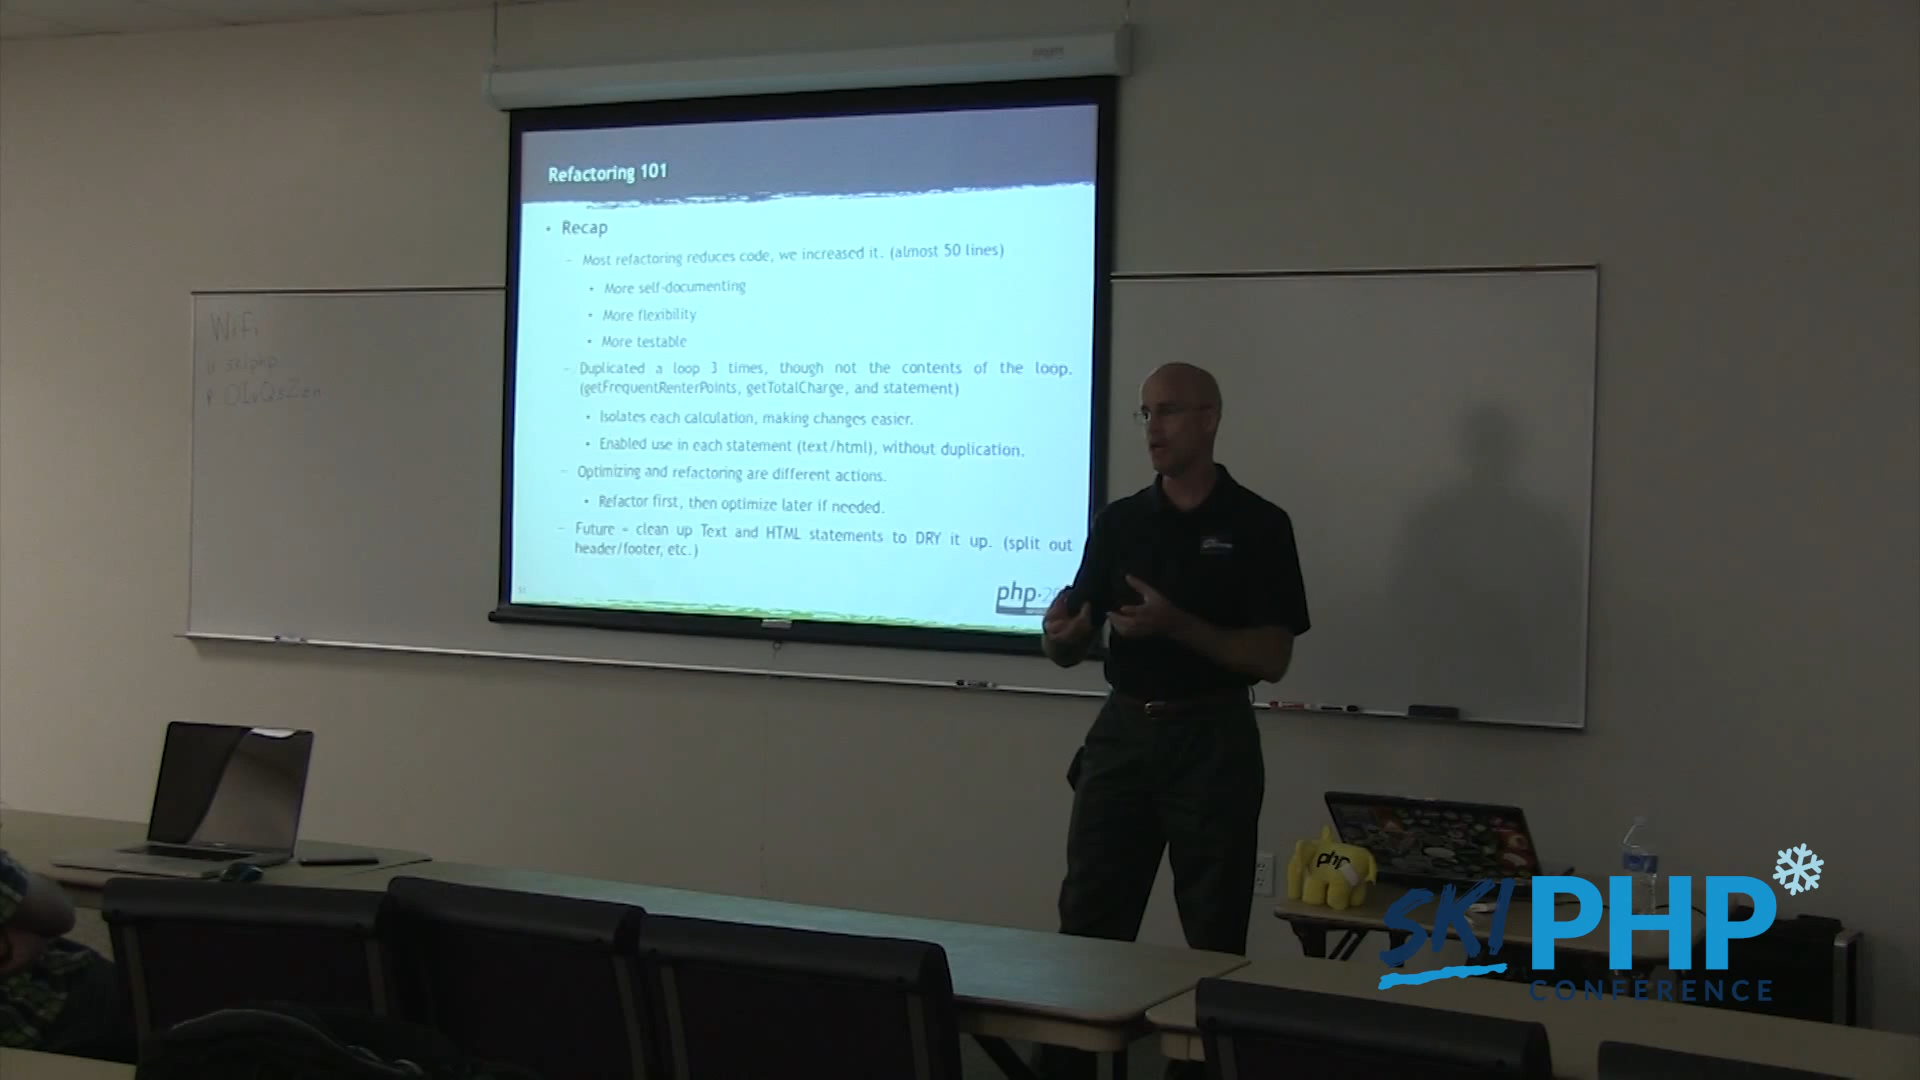 Refactoring 101
• Recap
– Most refactoring reduces code, we increased it. (almost 50 lines)
• More self-documenting
• More flexibility
• More testable
– Duplicated a loop 3 times, though not the contents of the loop.
(getFrequentRenterPoints, getTotalCharge, and statement)
• Isolates each calculation, making changes easier.
• Enabled use in each statement (text/html), without duplication.
– Optimizing and refactoring are different actions.
• Refactor first, then optimize later if needed.
– Future – clean up Text and HTML statements to DRY it up. (split out
header/footer, etc.)
php
WiFi
u skiphp
php
SKI PHP
CONFERENCE